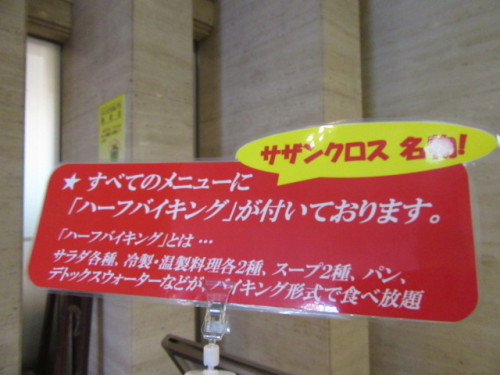 サザンクロス 名物!
★ すべてのメニューに
「ハーフバイキング」が付いております。
「ハーフバイキング」とは…
サラダ各種、冷製・温製料理各2種、スープ2種、パン、
デトックスウォーターなどが、バイキング形式で食べ放題